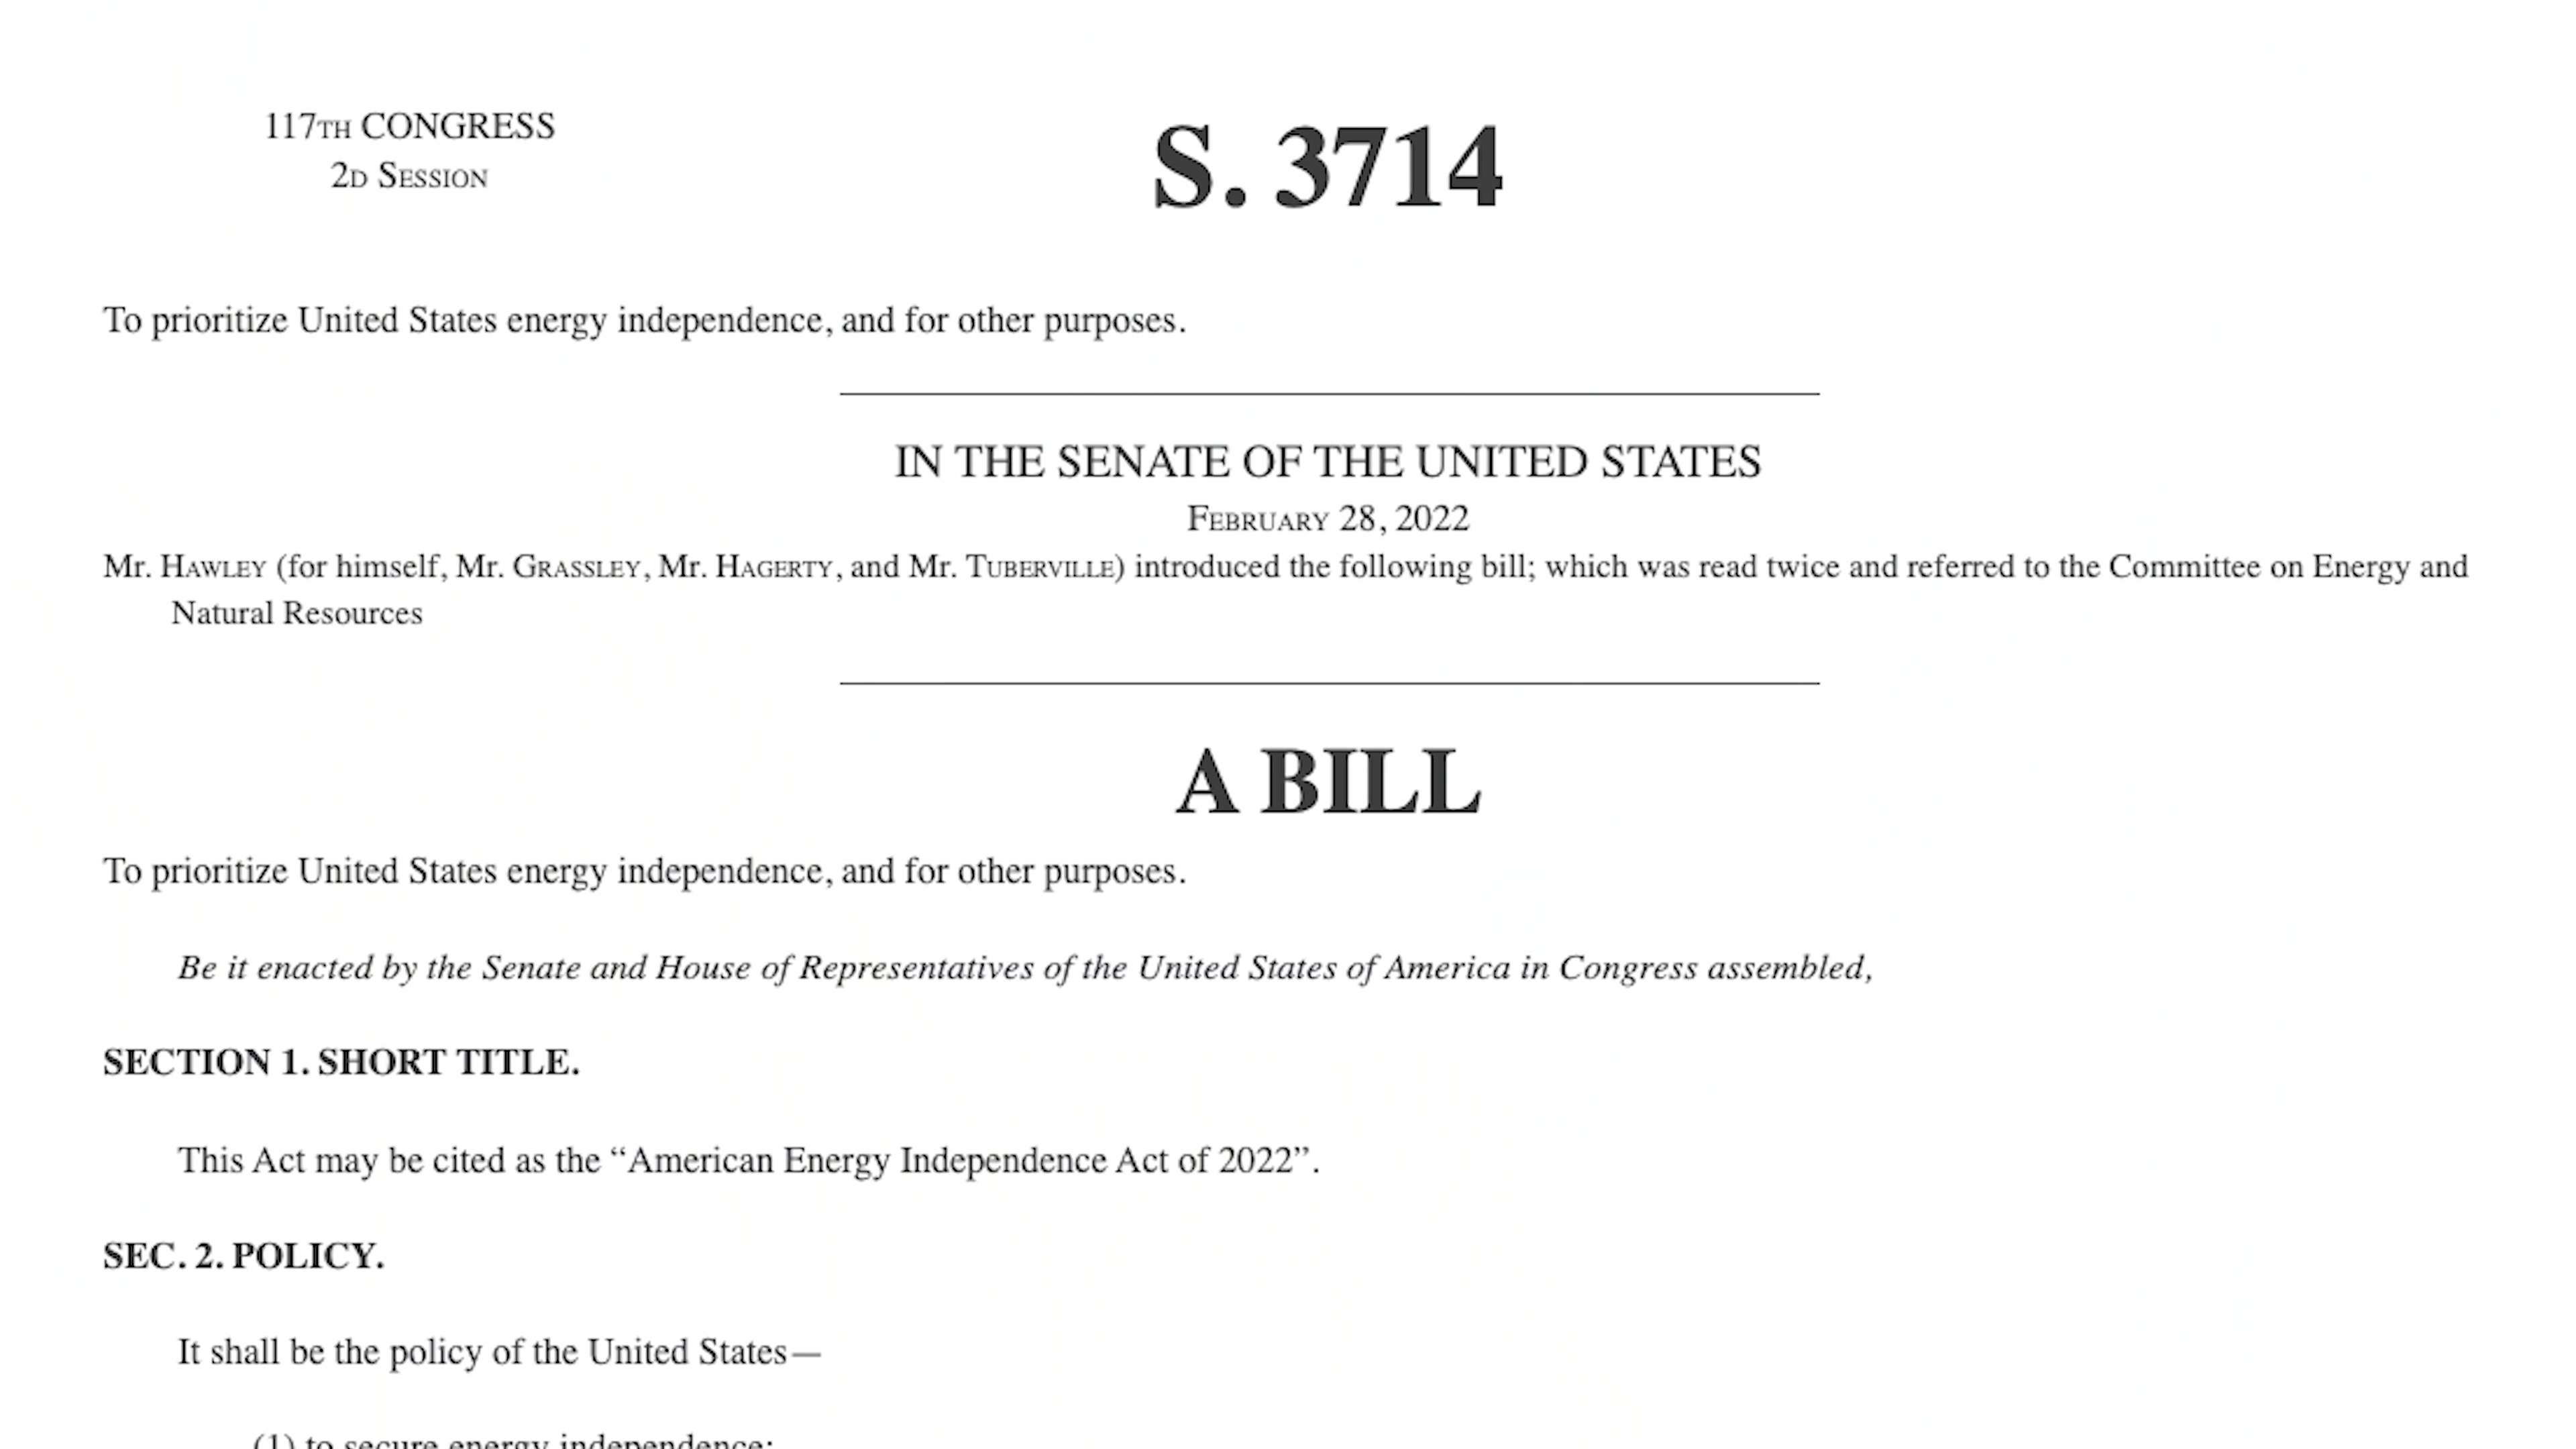 117TH CONGRESS
2D SESSION
S. 3714
To prioritize United States energy independence, and for other purposes.
IN THE SENATE OF THE UNITED STATES
FEBRUARY 28, 2022
Mr. HAWLEY (for himself, Mr. GRASSLEY, Mr. HAGERTY, and Mr. TUBERVILLE) introduced the following bill; which was read twice and referred to the Committee on Energy and
Natural Resources
A BILL
To prioritize United States energy independence, and for other purposes.
Be it enacted by the Senate and House of Representatives of the United States of America in Congress assembled,
SECTION 1. SHORT TITLE.
This Act may be cited as the “American Energy Independence Act of 2022”.
SEC. 2. POLICY.
It shall be the policy of the United States—
(1) to secure energy independence;